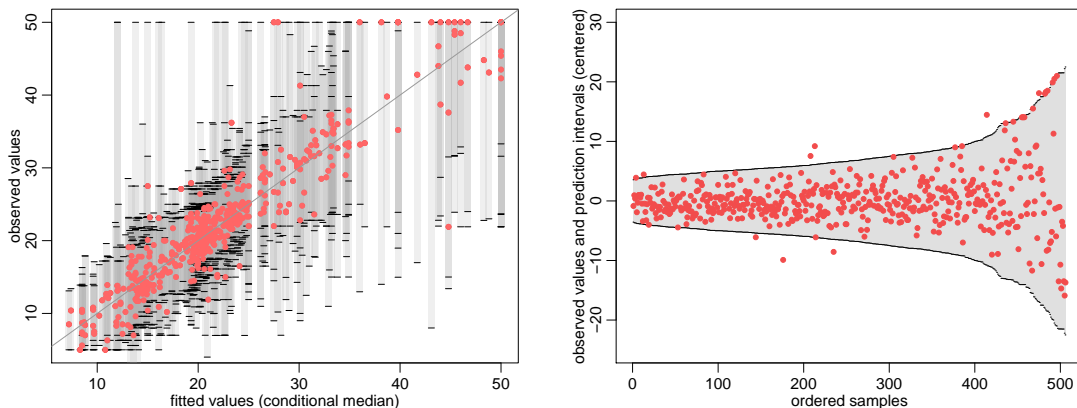 observed values
50
40
30
20
10
10 20 30 40 50
fitted values (conditional median)
observed values and prediction intervals (centered)
30
20
10
0
-10
-20
0 100 200 300 400 500
ordered samples